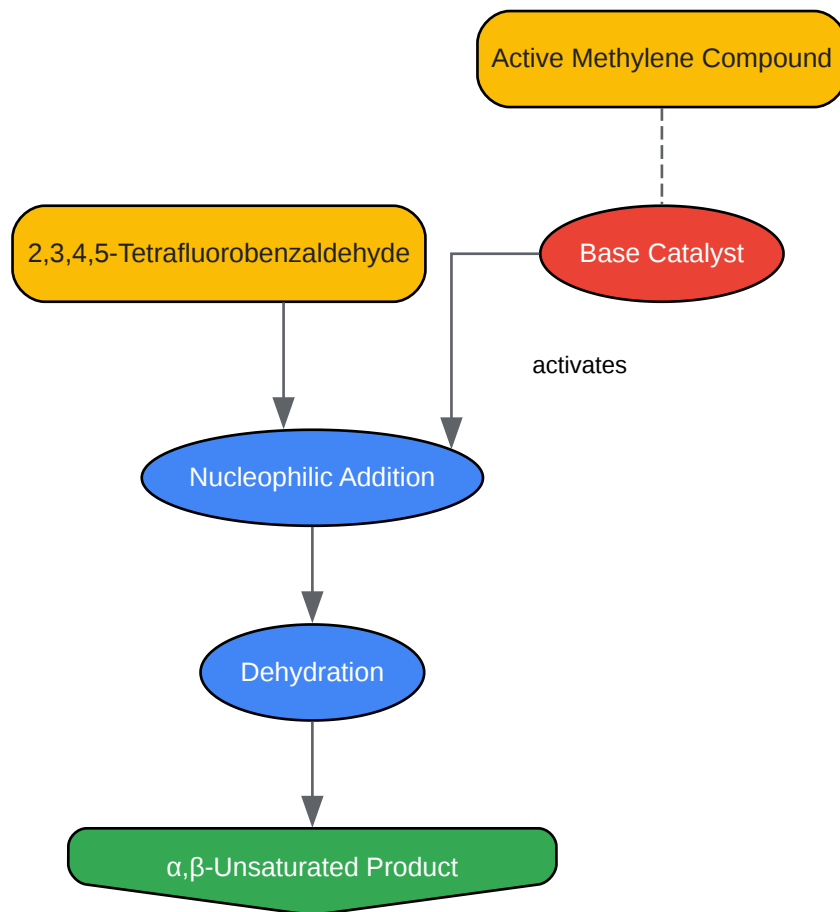 Active Methylene Compound
2,3,4,5-Tetrafluorobenzaldehyde
Base Catalyst
activates
Nucleophilic Addition
Dehydration
α,β-Unsaturated Product